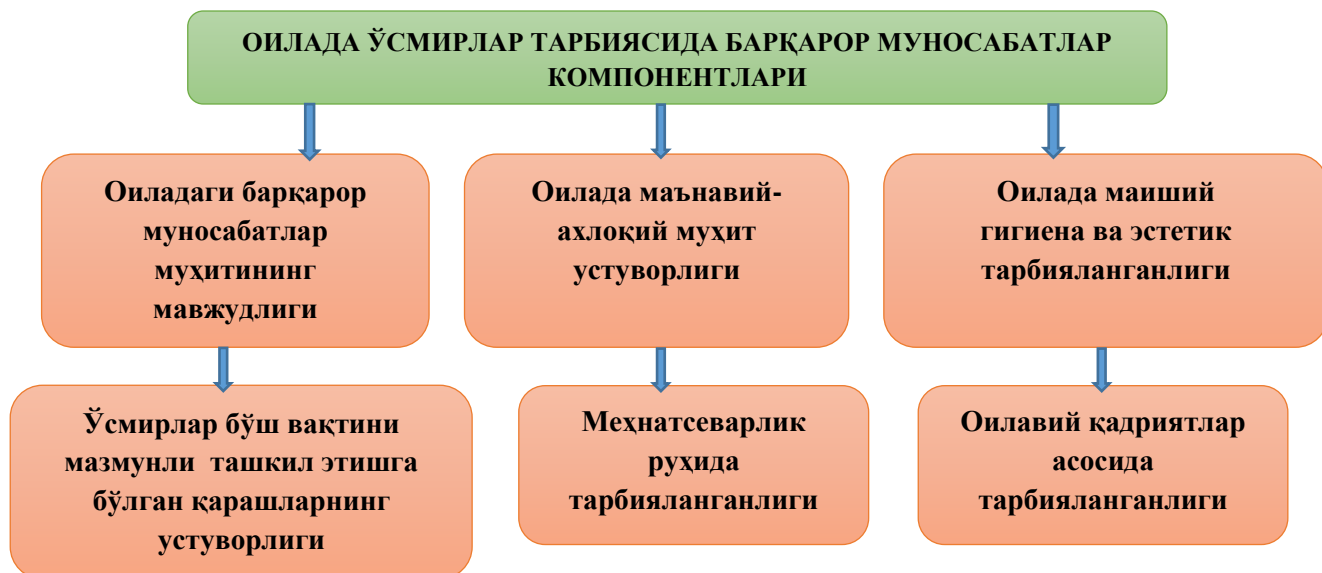 ОИЛАДА ЎСМИРЛАР ТАРБИЯСИДА БАРҚАРОР МУНОСАБАТЛАР
КОМПОНЕНТЛАРИ
Оиладаги барқарор
муносабатлар
муҳитининг
мавжудлиги
Оилада маънавий-
ахлоқий муҳит
устуворлиги
Оилада маиший
гигиена ва эстетик
тарбияланганлиги
Ўсмирлар бўш вақтини
мазмунли ташкил этишга
бўлган қарашларнинг
устуворлиги
Меҳнатсеварлик
руҳида
тарбияланганлиги
Оилавий қадриятлар
асосида
тарбияланганлиги